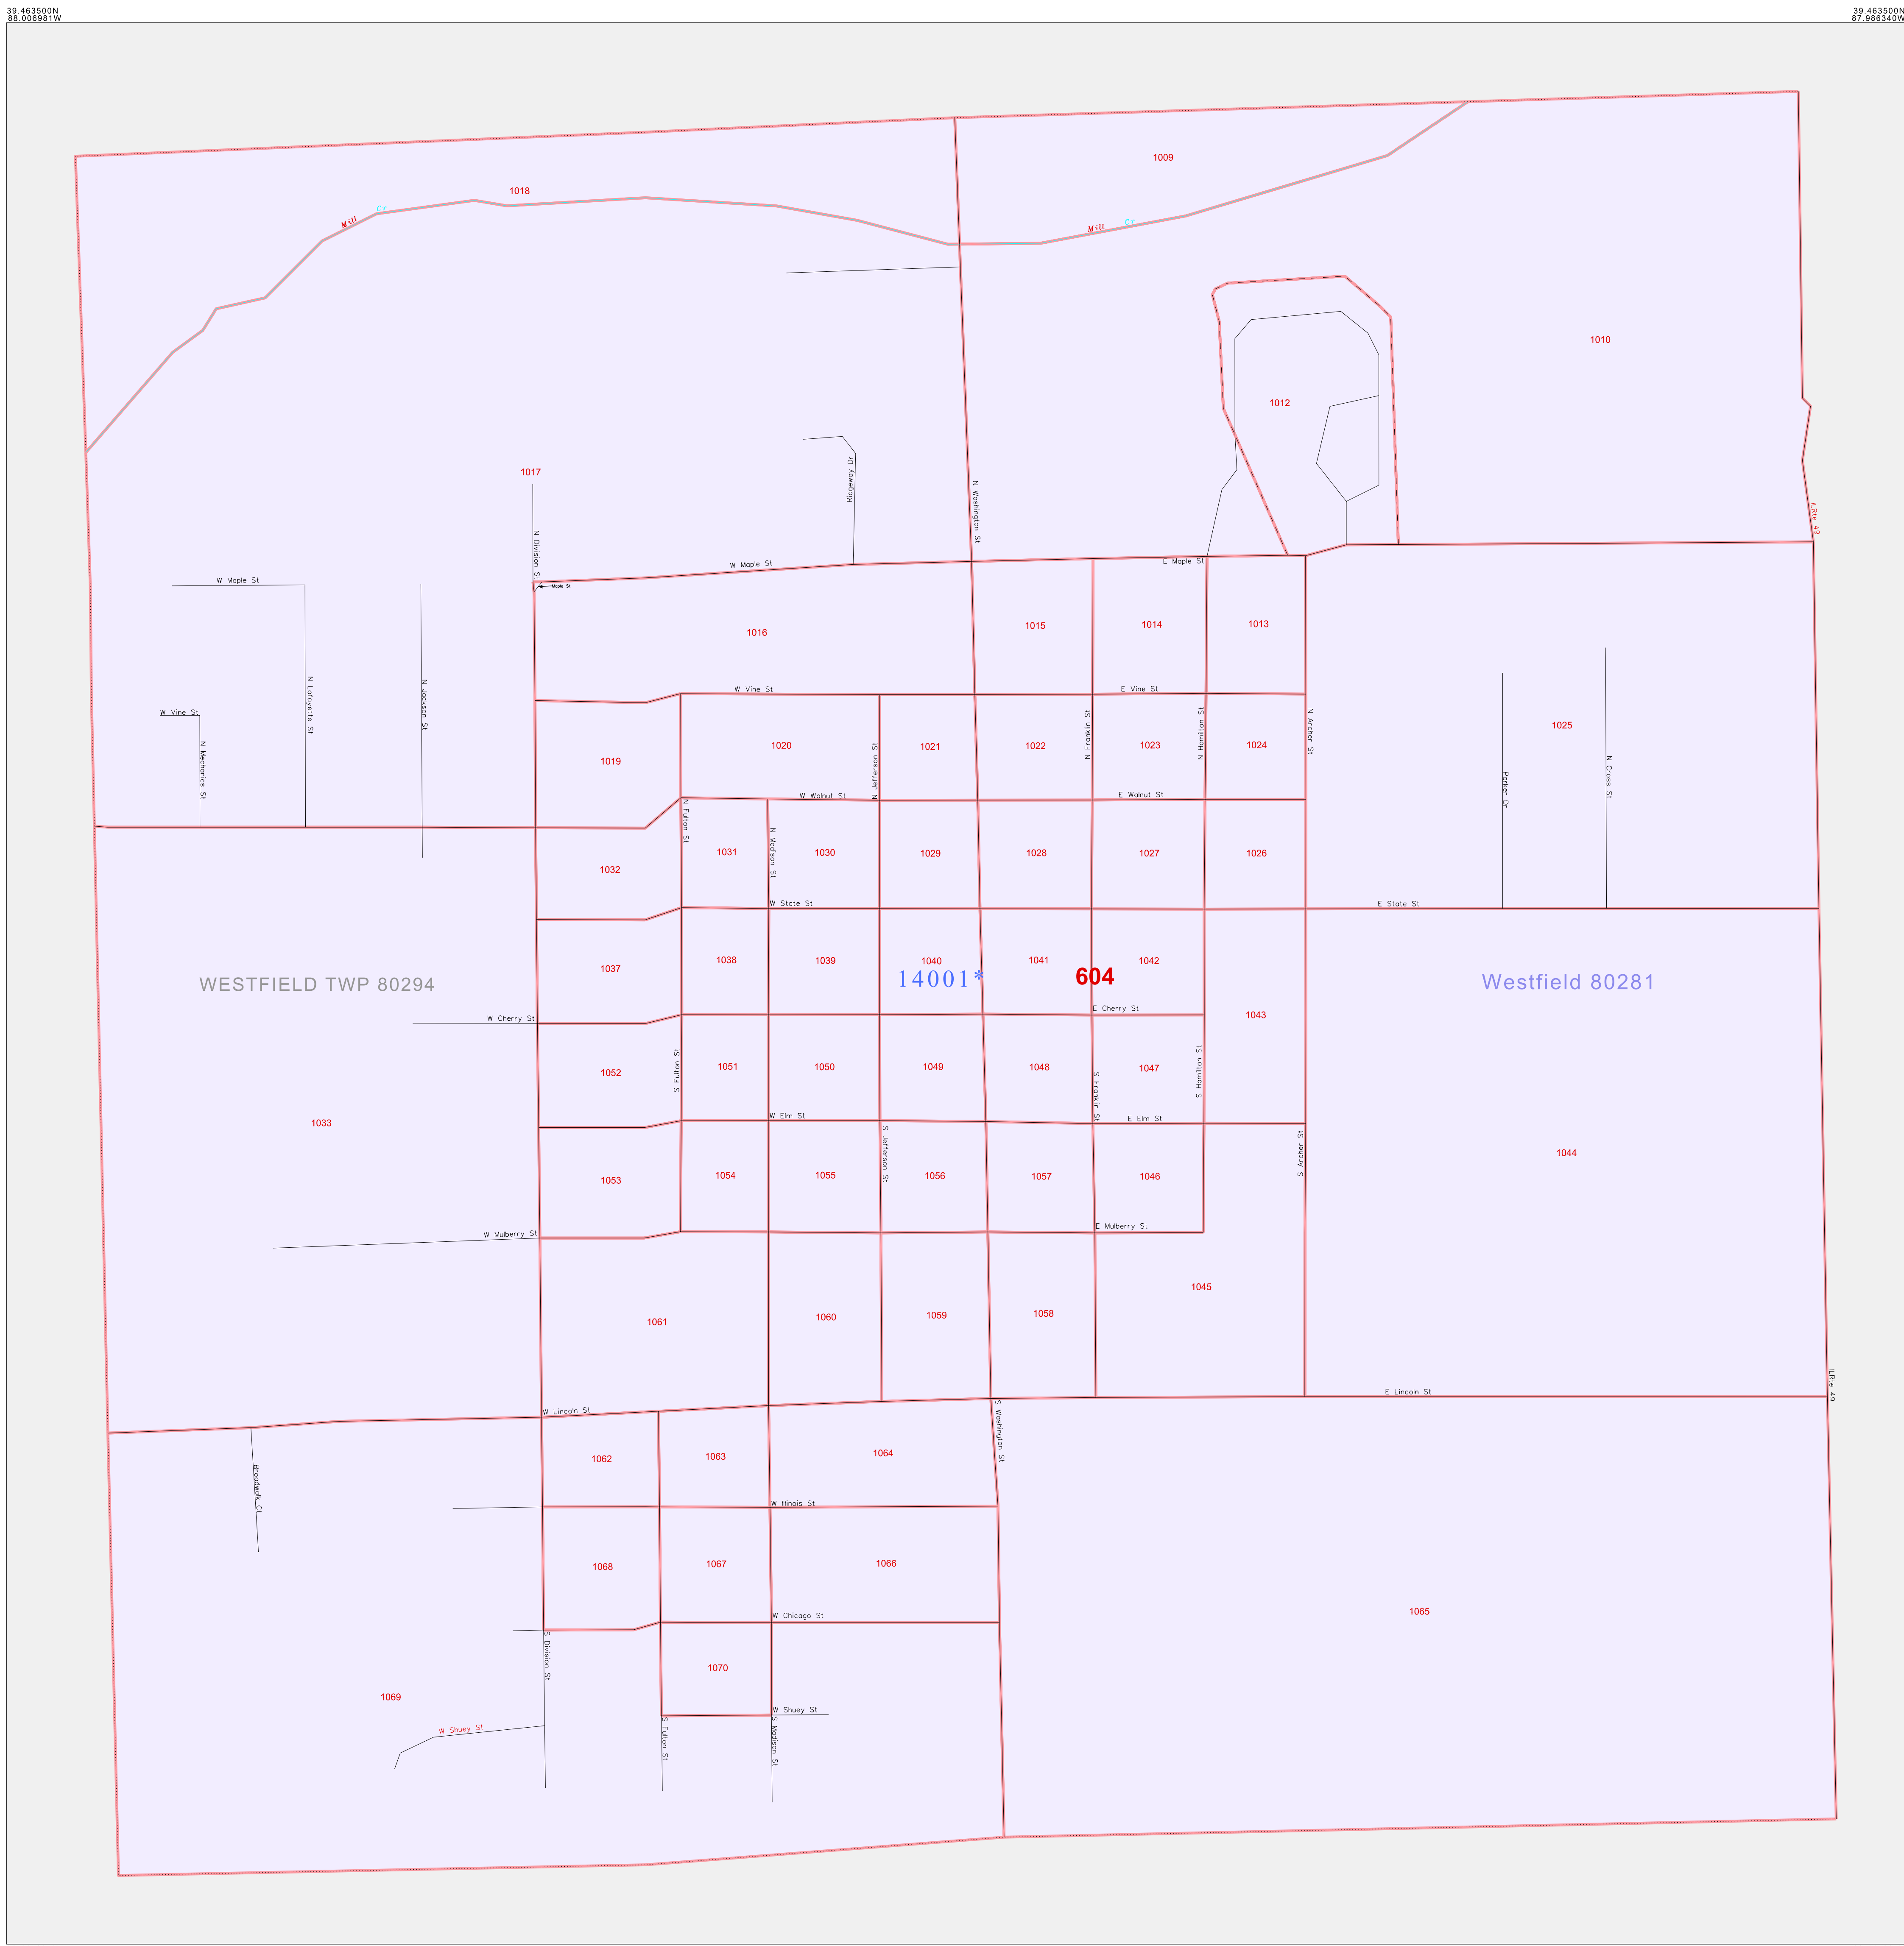 39.463500N
88.006981W
39.463500N
87.986340W
1009
1018
Cr
Mill
Cr
Mill
1010
1012
1017
Ridgeway Dr
N Washington St
ILRte 49
N Division St
W Maple St
E Maple St
W Maple St
Maple St
1016
1015
1014
1013
W Vine St
E Vine St
N Lafayette St
N Jackson St
W Vine St
N Mechanics St
N Jefferson St
N Franklin St
N Hamilton St
N Archer St
1025
1019
1020
1021
1022
1023
1024
Parker Dr
N Cross St
W Walnut St
E Walnut St
N Fulton St
N Madison St
1032
1031
1030
1029
1028
1027
1026
W State St
E State St
1037
1038
1039
1040
1041
1042
WESTFIELD TWP 80294
14001*
604
Westfield 80281
W Cherry St
E Cherry St
1043
S Fulton St
S Hamilton St
S Franklin St
1052
1051
1050
1049
1048
1047
1033
W Elm St
E Elm St
S Jefferson St
S Archer St
1044
1053
1054
1055
1056
1057
1046
W Mulberry St
E Mulberry St
1045
1061
1060
1059
1058
ILRte 49
E Lincoln St
W Lincoln St
S Washington St
1062
1063
1064
Broadwalk Ct
W Illinois St
1068
1067
1066
1065
W Chicago St
S Division St
1070
1069
W Shuey St
W Shuey St
S Fulton St
S Madison St